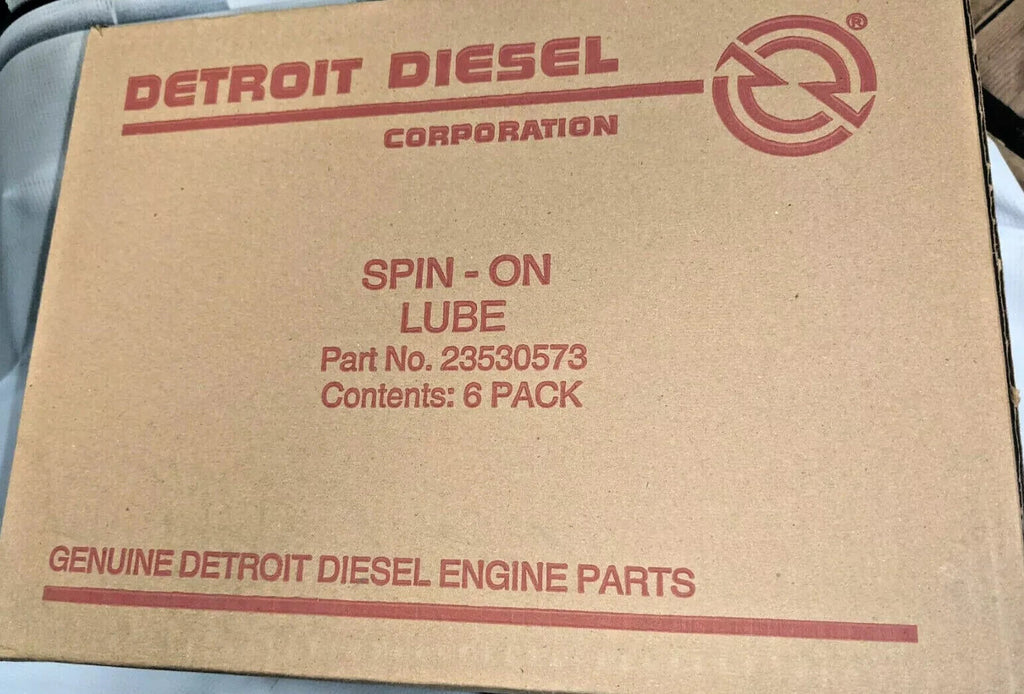 DETROIT DIESEL ®
CORPORATION
SPIN - ON
LUBE
Part No. 23530573
Contents: 6 PACK
GENUINE DETROIT DIESEL ENGINE PARTS